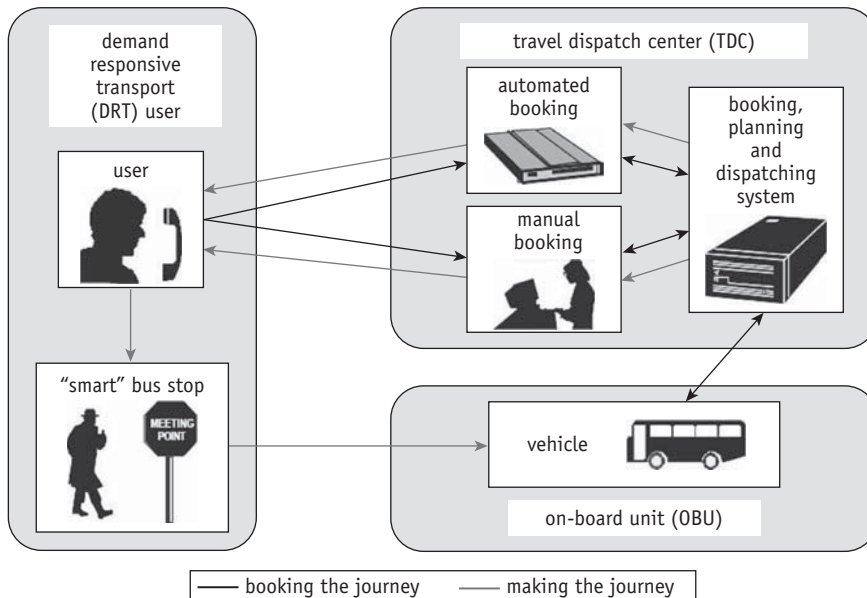 demand
responsive
transport
(DRT) user
user
“smart” bus stop
MEETING
POINT
travel dispatch center (TDC)
automated
booking
manual
booking
booking,
planning
and
dispatching
system
vehicle
on-board unit (OBU)
booking the journey
making the journey